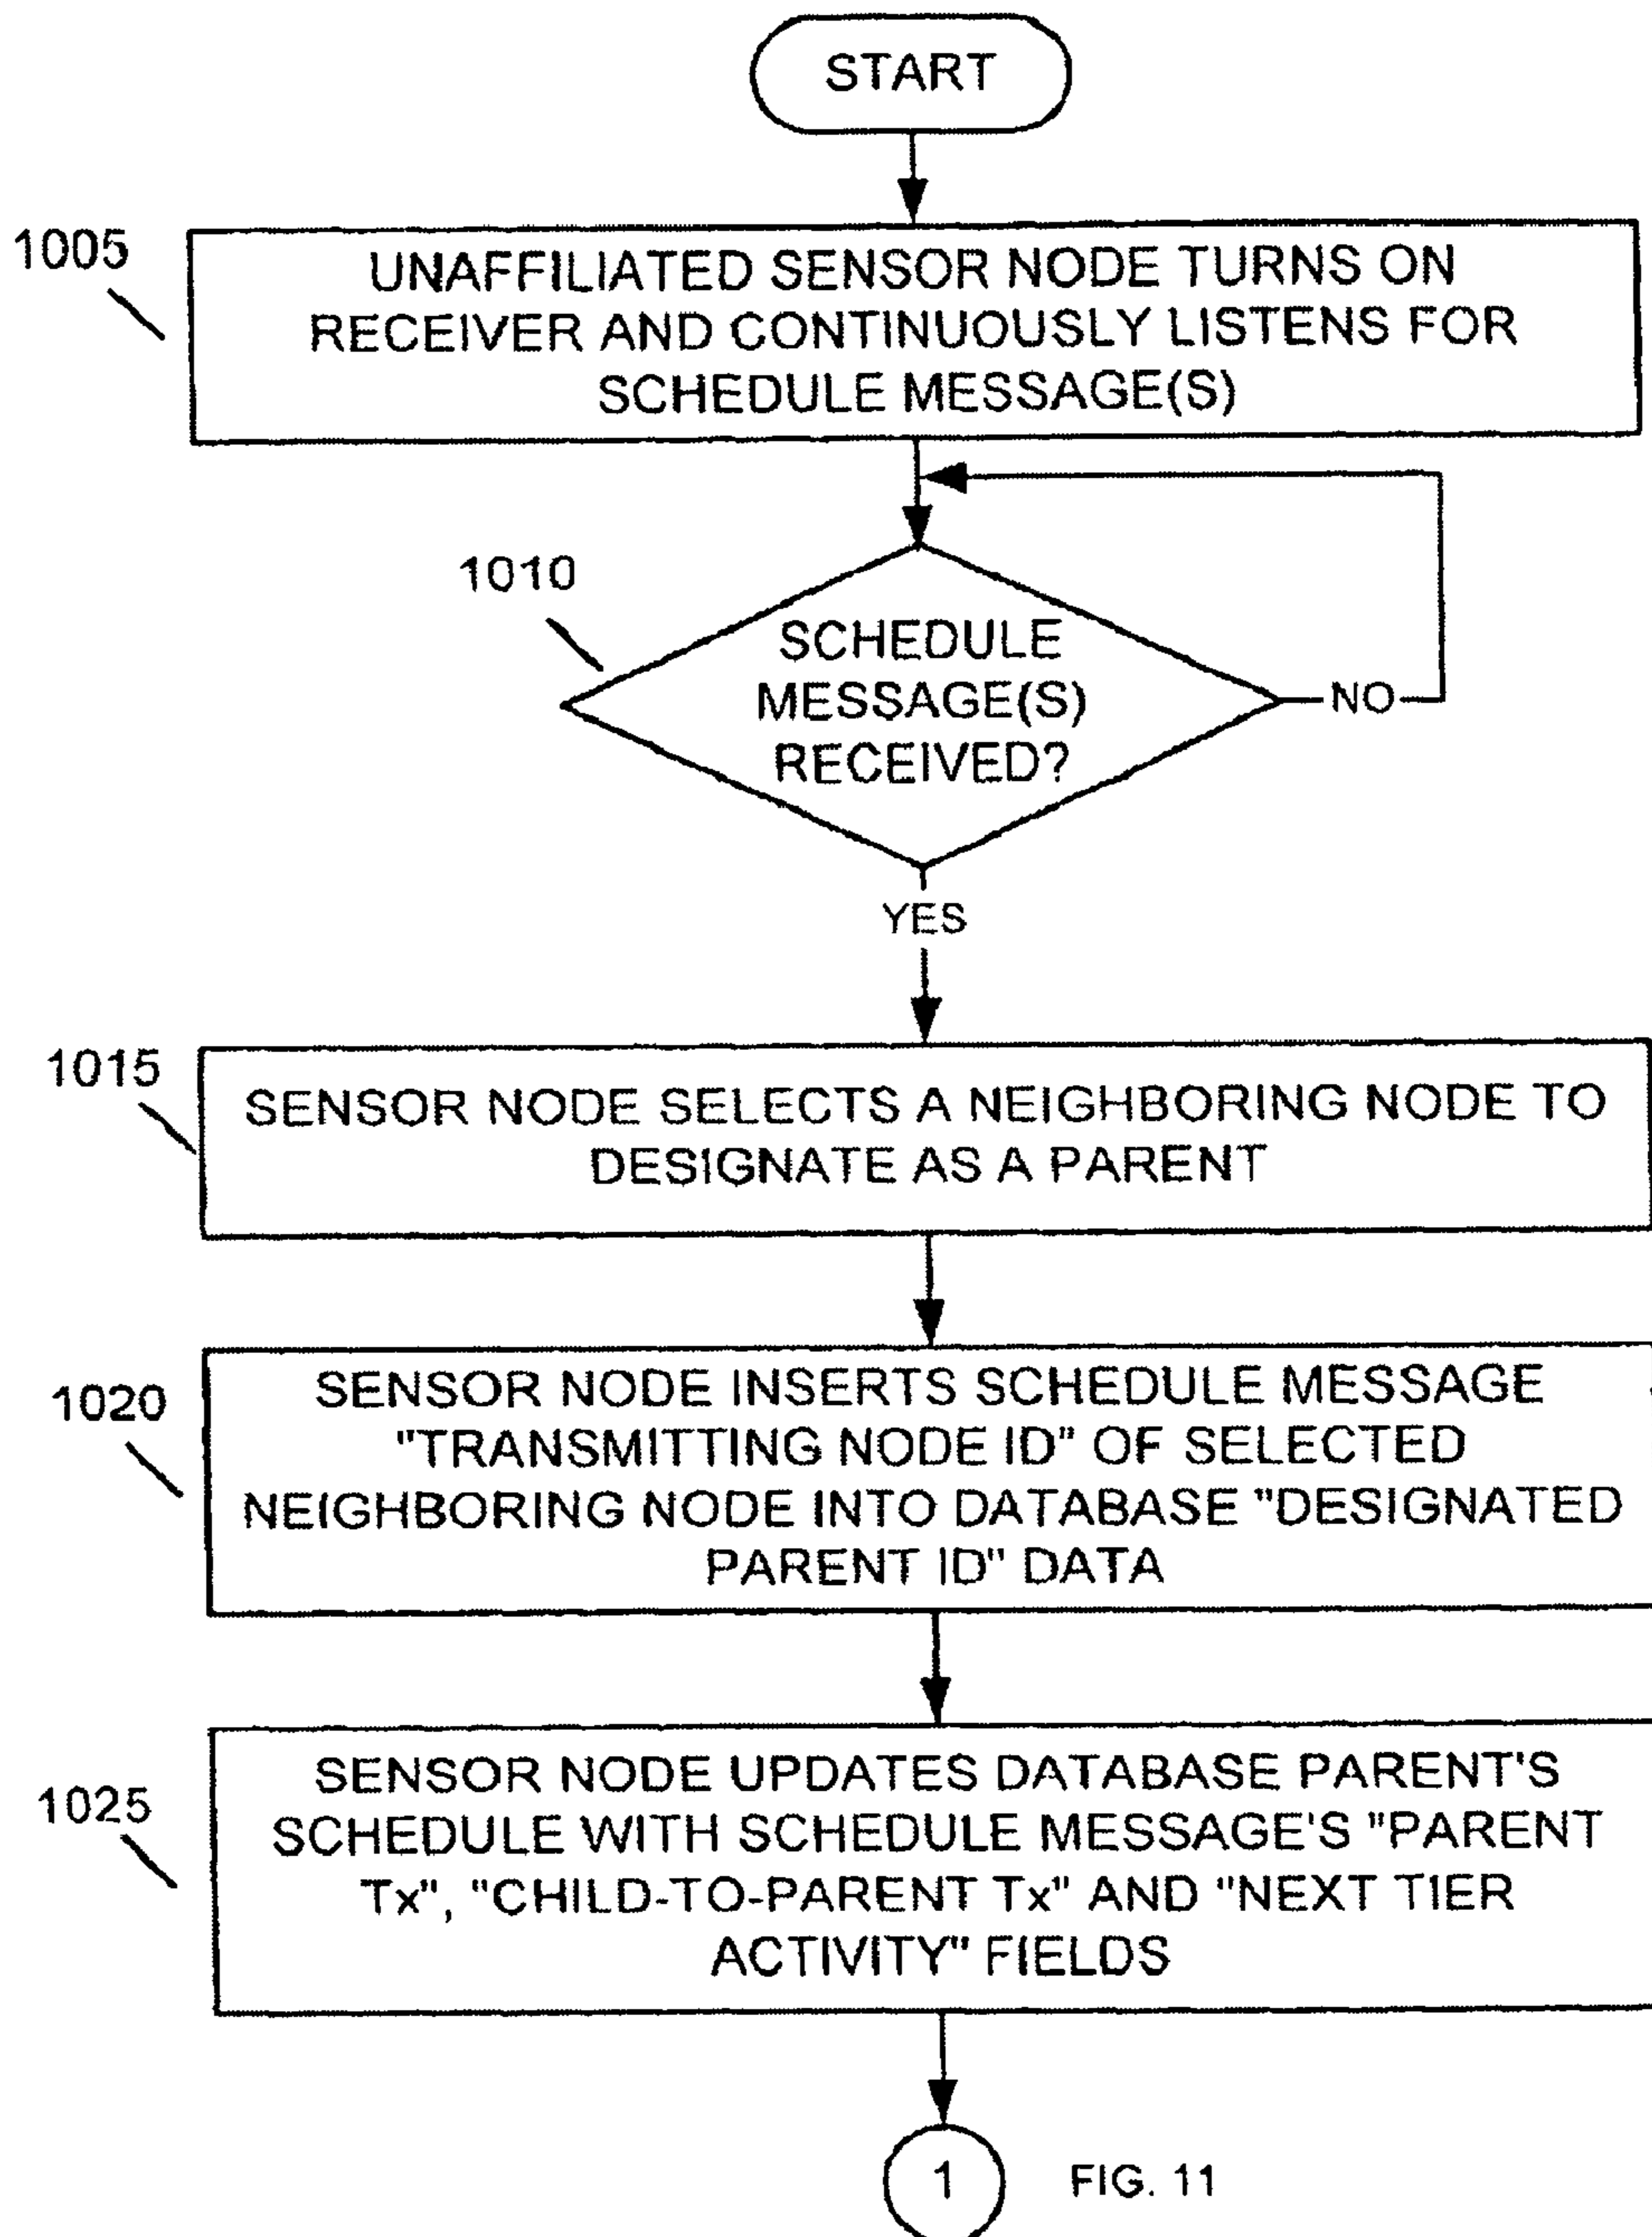 START
1005
UNAFFILIATED SENSOR NODE TURNS ON
RECEIVER AND CONTINUOUSLY LISTENS FOR
SCHEDULE MESSAGE(S)
1010
SCHEDULE
MESSAGE(S)
RECEIVED?
NO
YES
1015
SENSOR NODE SELECTS A NEIGHBORING NODE TO
DESIGNATE AS A PARENT
1020
SENSOR NODE INSERTS SCHEDULE MESSAGE
"TRANSMITTING NODE ID" OF SELECTED
NEIGHBORING NODE INTO DATABASE "DESIGNATED
PARENT ID" DATA
1025
SENSOR NODE UPDATES DATABASE PARENT'S
SCHEDULE WITH SCHEDULE MESSAGE'S "PARENT
Tx", "CHILD-TO-PARENT Tx" AND "NEXT TIER
ACTIVITY" FIELDS
1
FIG. 11